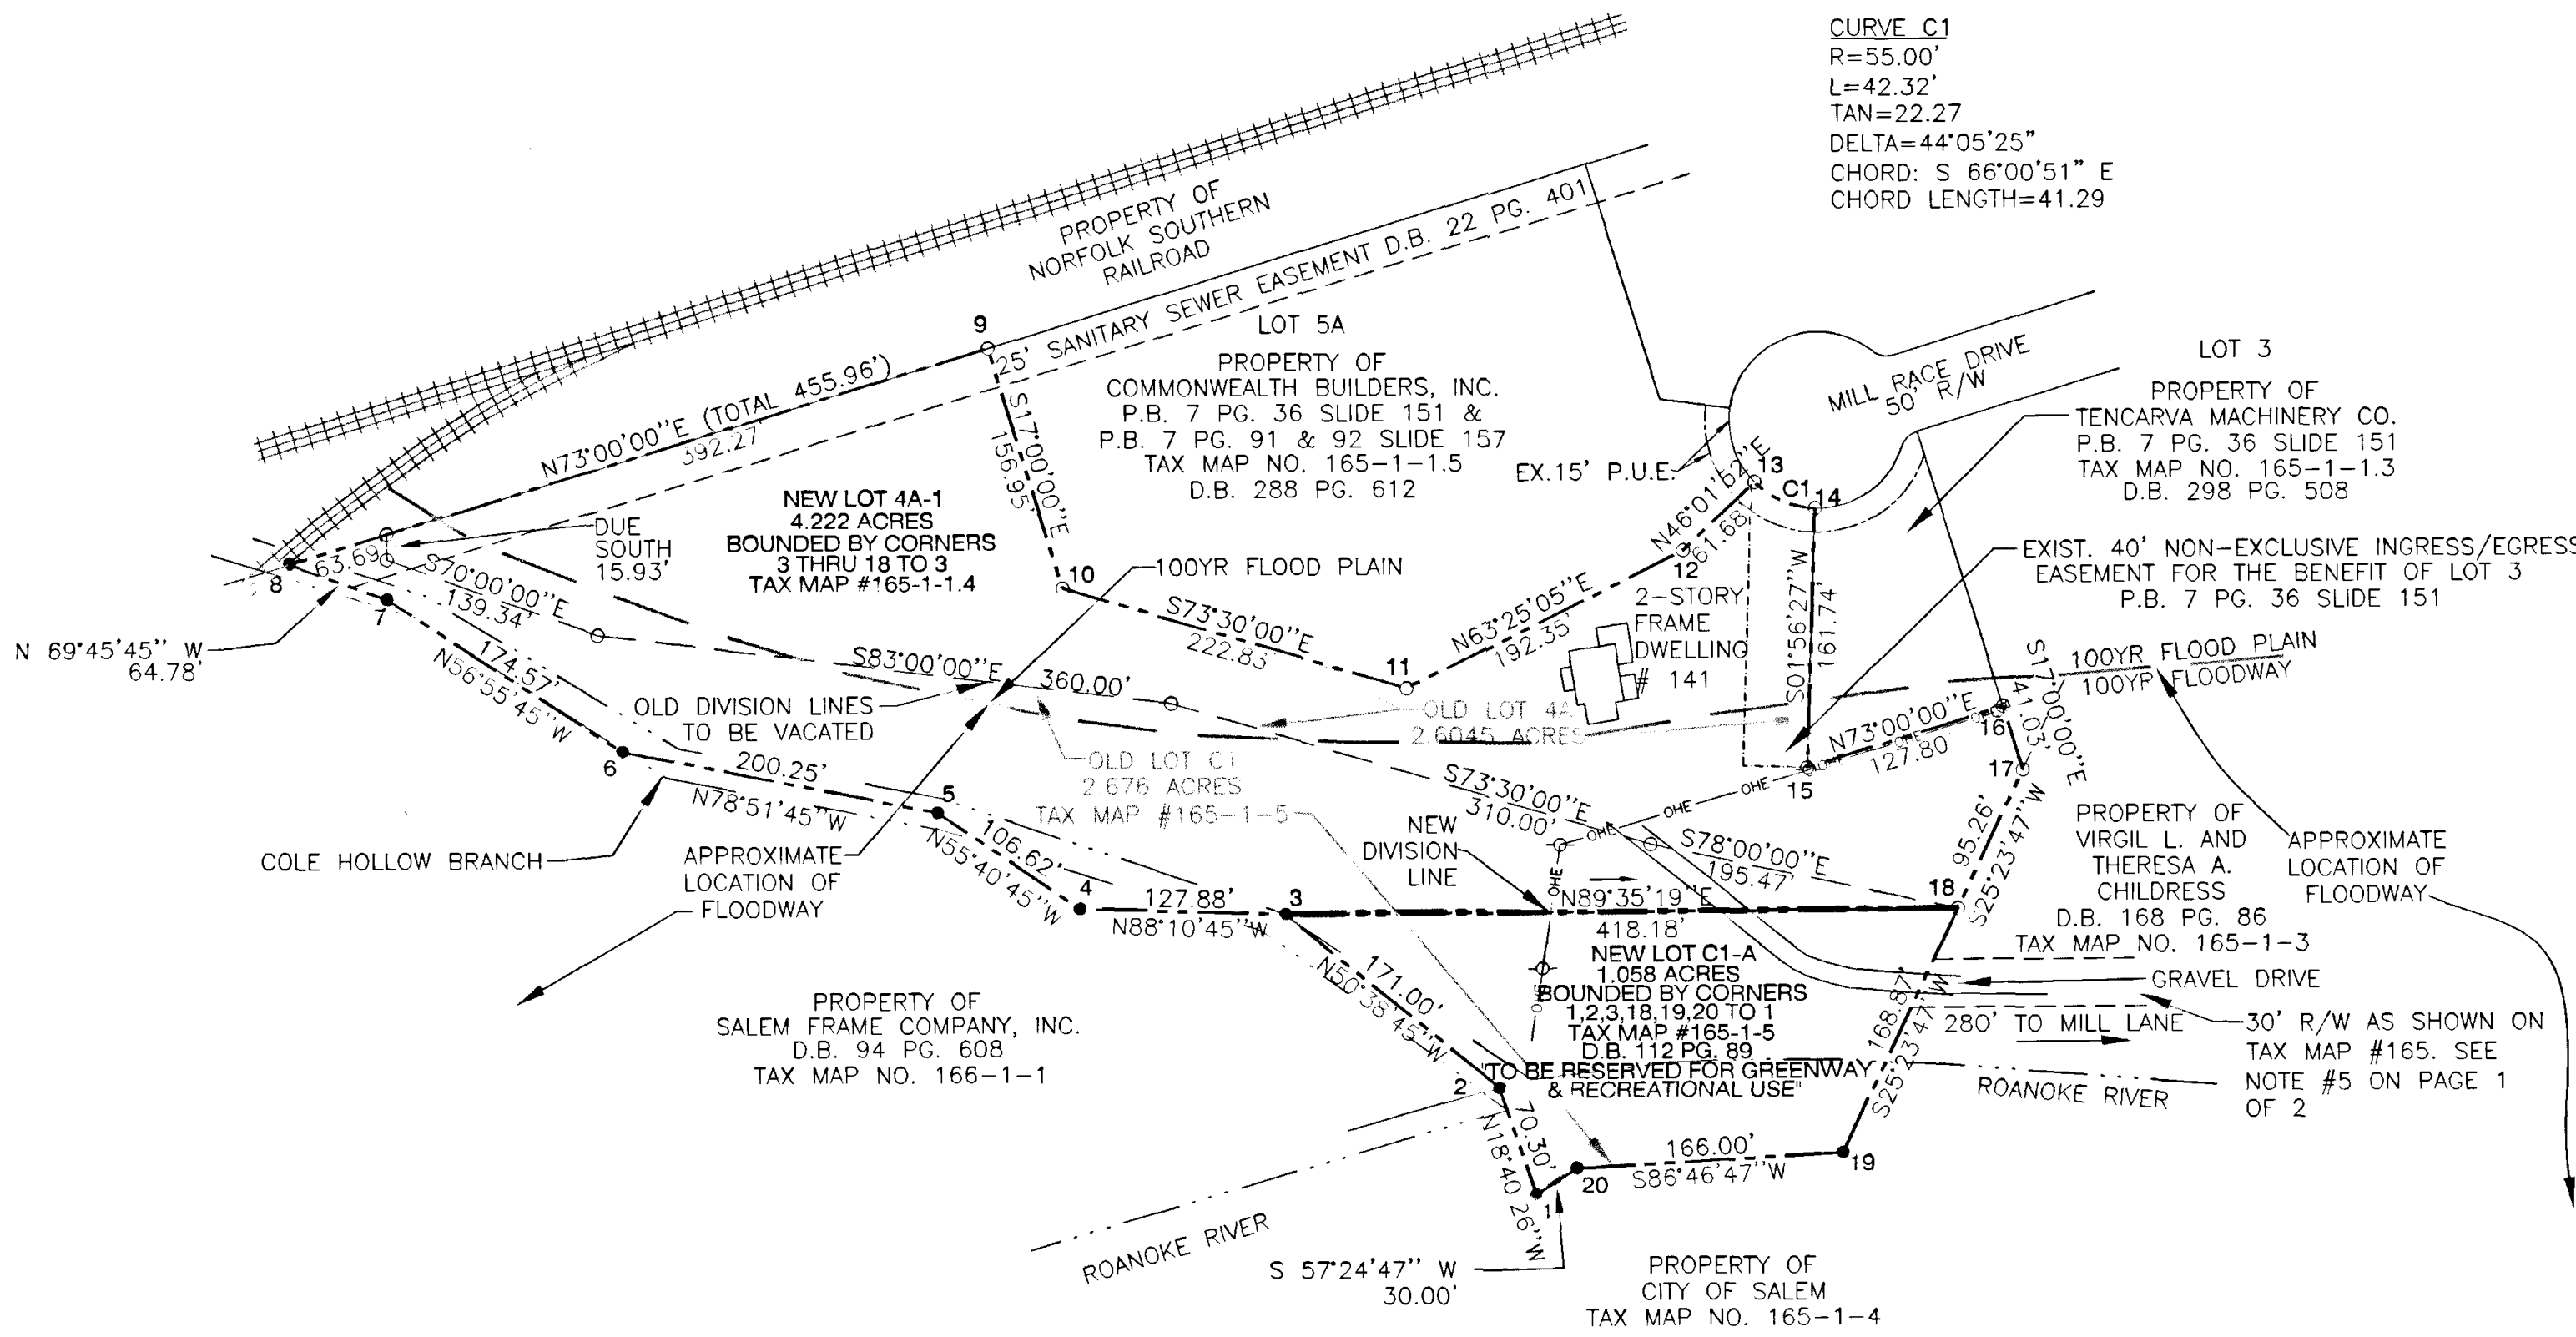 CURVE C1
R=55.00'
L=42.32'
TAN=22.27
DELTA=44°05'25"
CHORD: S 66°00'51" E
CHORD LENGTH=41.29
PROPERTY OF
NORFOLK SOUTHERN
RAILROAD
25' SANITARY SEWER EASEMENT D.B. 22 PG. 401
9
LOT 5A
PROPERTY OF
COMMONWEALTH BUILDERS, INC.
P.B. 7 PG. 36 SLIDE 151 &
P.B. 7 PG. 91 & 92 SLIDE 157
TAX MAP NO. 165-1-1.5
D.B. 288 PG. 612
MILL RACE DRIVE
50' R/W
LOT 3
PROPERTY OF
TENCARVA MACHINERY CO.
P.B. 7 PG. 36 SLIDE 151
TAX MAP NO. 165-1-1.3
D.B. 298 PG. 508
N73°00'00"E (TOTAL 455.96')
392.27'
S17°00'00"E
156.95'
EX.15' P.U.E.
13
C1
14
N46°01'52"E
61.68'
NEW LOT 4A-1
4.222 ACRES
BOUNDED BY CORNERS
3 THRU 18 TO 3
TAX MAP #165-1-1.4
DUE
SOUTH
15.93'
63.69'
8
7
S70°00'00"E
139.34'
10
100YR FLOOD PLAIN
12
EXIST. 40' NON-EXCLUSIVE INGRESS/EGRESS
EASEMENT FOR THE BENEFIT OF LOT 3
P.B. 7 PG. 36 SLIDE 151
2-STORY
FRAME
DWELLING
# 141
S01°56'27"W
161.74'
N 69°45'45" W
64.78'
174.57'
N56°55'45"W
S73°30'00"E
222.83'
N63°25'05"E
192.35'
11
S83°00'00"E
360.00'
OLD DIVISION LINES
TO BE VACATED
OLD LOT 4A
2.6045 ACRES
OLD LOT C1
2.676 ACRES
TAX MAP #165-1-5
100YR FLOOD PLAIN
100YR FLOODWAY
S17°00'00"E
41.03'
N73°00'00"E
OHE
127.80
16
17
15
6
200.25'
N78°51'45"W
5
COLE HOLLOW BRANCH
APPROXIMATE
LOCATION OF
FLOODWAY
106.62'
N55°40'45"W
4
127.88'
N88°10'45"W
3
S73°30'00"E
310.00'
OHE
OHE
OHE
OHE
NEW
DIVISION
LINE
S78°00'00"E
195.47'
N89°35'19"E
418.18'
18
95.26'
S25°23'47"W
PROPERTY OF
VIRGIL L. AND
THERESA A.
CHILDRESS
D.B. 168 PG. 86
TAX MAP NO. 165-1-3
APPROXIMATE
LOCATION OF
FLOODWAY
NEW LOT C1-A
1.058 ACRES
BOUNDED BY CORNERS
1,2,3,18,19,20 TO 1
TAX MAP #165-1-5
D.B. 112 PG. 89
"TO BE RESERVED FOR GREENWAY
& RECREATIONAL USE"
OHE
171.00'
N50°38'45"W
168.87'
S25°23'47"W
GRAVEL DRIVE
280' TO MILL LANE
30' R/W AS SHOWN ON
TAX MAP #165. SEE
NOTE #5 ON PAGE 1
OF 2
ROANOKE RIVER
PROPERTY OF
SALEM FRAME COMPANY, INC.
D.B. 94 PG. 608
TAX MAP NO. 166-1-1
2
70.30'
N18°40'26"W
1
20
166.00'
S86°46'47"W
19
ROANOKE RIVER
S 57°24'47" W
30.00'
PROPERTY OF
CITY OF SALEM
TAX MAP NO. 165-1-4